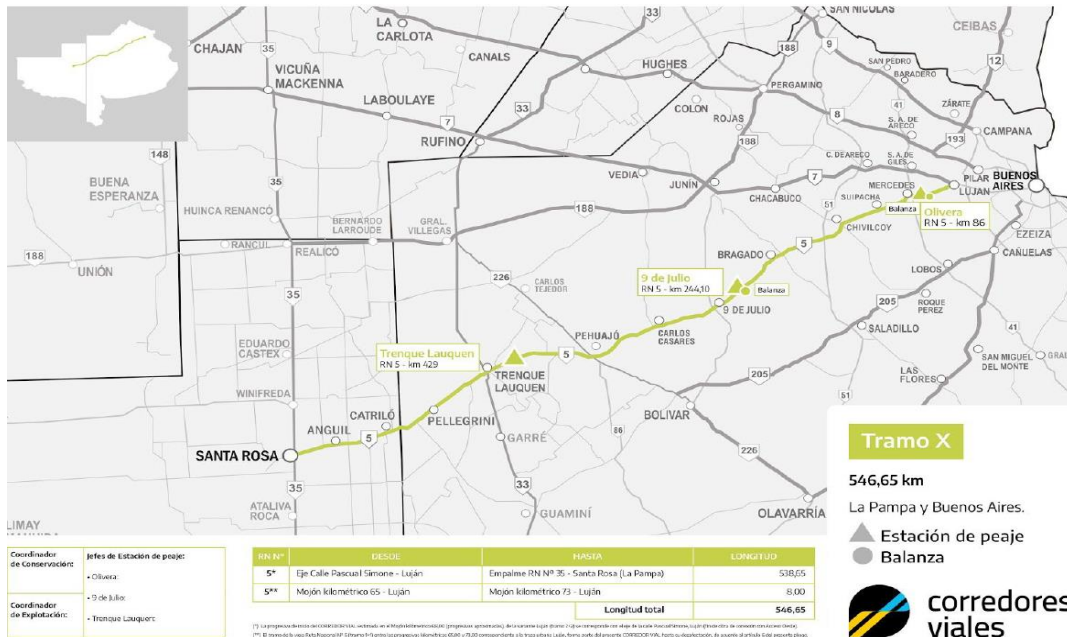 SAN NICOLÁS
LA
CARLOTA
33
CEIBAS
CHAJAN
35
CANALS
188
9
SAN PEDRO
BARADERO
12
HUGHES
VICUÑA
MACKENNA
PERGAMINO
LABOULAYE
COLON
41
ZÁRATE
33
ROJAS
8
S. A. DE
ARECO
7
RUFINO
188
193
CAMPANA
148
C. DE ARECO
S. A. DE
GILES
PILAR
BUENOS
AIRES
BUENA
ESPERANZA
35
VEDIA
JUNÍN
7
MERCEDES
LUJAN
CHACABUCO
SUIPACHA
Balanza
Olivera
RN 5 - km 86
HUINCA RENANCÓ
BERNARDO
LARROUDE
GRAL.
VILLEGAS
188
51
CHIVILCOY
EZEIZA
RANCUL
REALICÓ
5
188
UNIÓN
BRAGADO
LOBOS
CAÑUELAS
226
CARLOS
TEJEDOR
9 de Julio
RN 5 - km 244,10
Balanza
35
205
ROQUE
PEREZ
9 DE JULIO
PEHUAJÓ
CARLOS
CASARES
SALADILLO
41
EDUARDO
CASTEX
Trenque Lauquen
RN 5 - km 429
5
SAN MIGUEL
DEL MONTE
GRAL
TRENQUE
LAUQUEN
205
LAS
FLORES
WINIFREDA
51
PELLEGRINI
BOLIVAR
CATRILÓ
ANGUIL
5
GARRÉ
86
SANTA ROSA
226
35
33
ATALIVA
ROCA
GUAMINÍ
OLAVARRÍA
LIMAY
Tramo X
546,65 km
La Pampa y Buenos Aires.
Estación de peaje
Balanza
corredores
viales
Coordinador
de Conservación:
Jefes de Estación de peaje:
• Olivera:
• 9 de Julio:
Coordinador
de Explotación:
• Trenque Lauquen:
RN N° DESDE HASTA LONGITUD
5* Eje Calle Pascual Simone - Luján Empalme RN Nº 35 - Santa Rosa (La Pampa) 538,65
5** Mojón kilométrico 65 - Luján Mojón kilométrico 73 - Luján 8,00
Longitud total 546,65